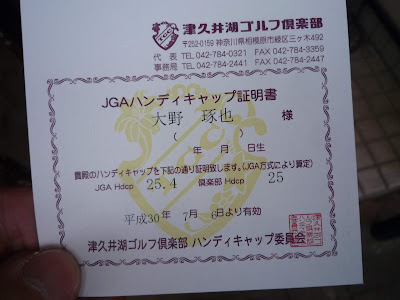 TGC
津久井湖ゴルフ倶楽部
〒252-0159 神奈川県相模原市緑区三ヶ木492
代表 TEL 042-784-0321 FAX 042-784-3359
事務局 TEL 042-784-2441 FAX 042-784-2447
JGAハンディキャップ証明書
大野 琢也 様
( )
年 月 日生
貴殿のハンディキャップを下記の通り証明致します。(JGA方式により算定)
JGA Hdcp 25.4 倶楽部 Hdcp 25
平成30年 7月 6日より有効
津久井湖ゴルフ倶楽部 ハンディキャップ委員会